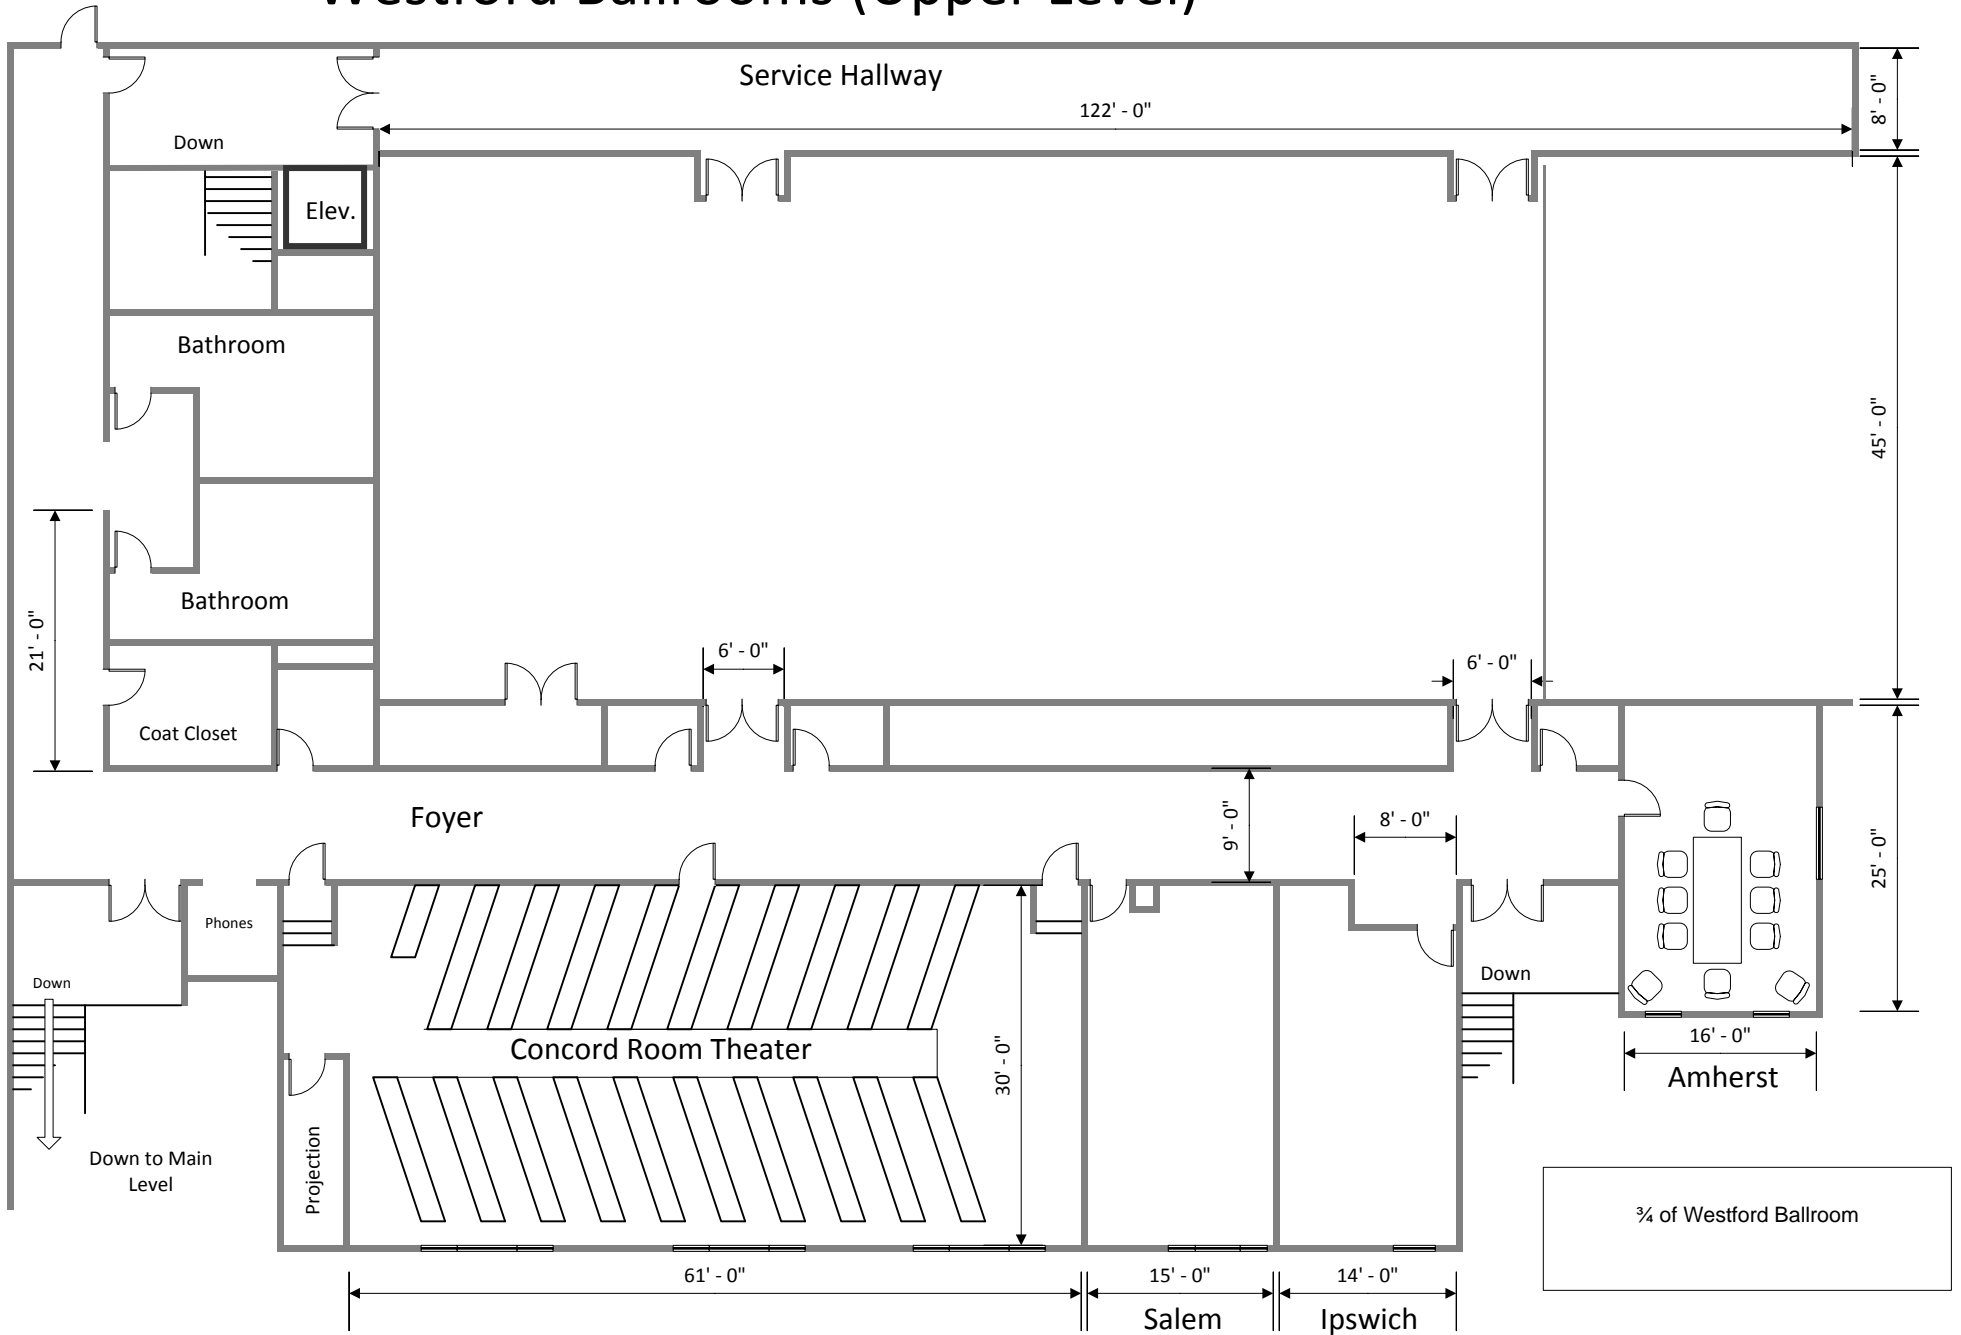 Westford Ballrooms (Upper Level)
Service Hallway
122' - 0"
8' - 0"
Down
Elev.
Bathroom
45' - 0"
Bathroom
21' - 0"
6' - 0"
6' - 0"
Coat Closet
Foyer
9' - 0"
8' - 0"
25' - 0"
Phones
Down
Down
Concord Room Theater
30' - 0"
16' - 0"
Amherst
Projection
Down to Main
Level
¾ of Westford Ballroom
61' - 0"
15' - 0"
14' - 0"
Salem
Ipswich